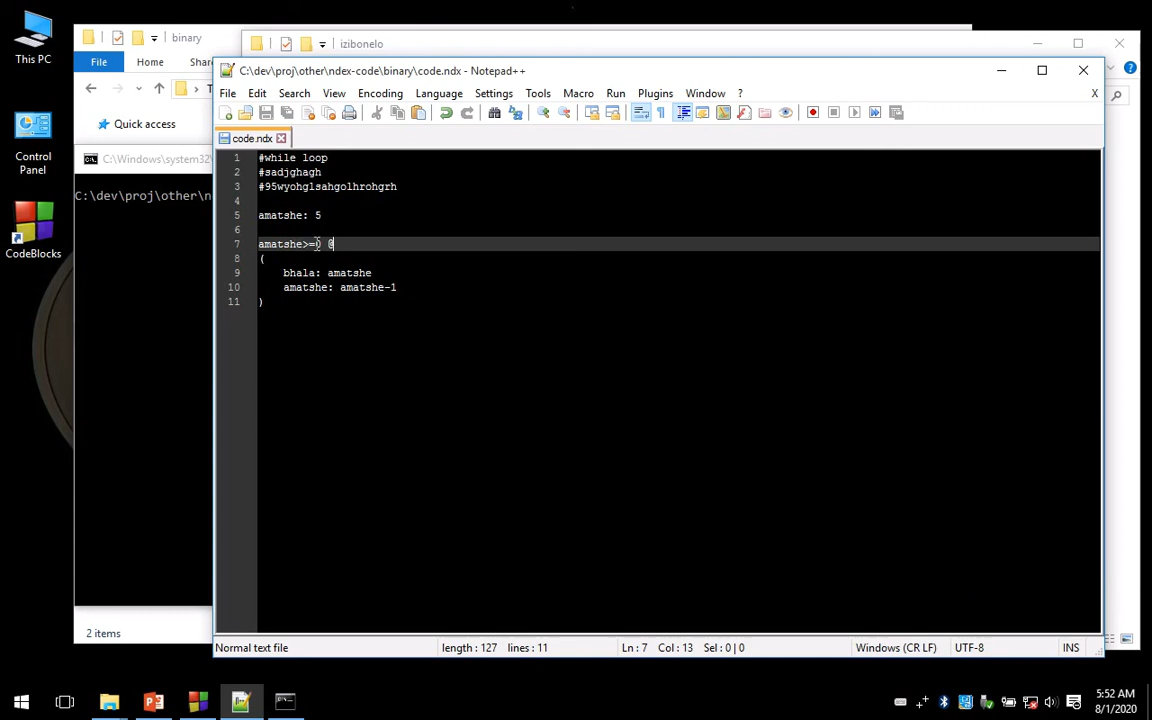 This PC
Control Panel
CodeBlocks
binary
File
Home
Quick access
2 items
C:\Windows\system32\
C:\dev\proj\other\n
izibonelo
C:\dev\proj\other\ndex-code\binary\code.ndx - Notepad++
File Edit Search View Encoding Language Settings Tools Macro Run Plugins Window ? X
code.ndx
1 #while loop
2 #sadjghagh
3 #95wyohglsahgolhrohgrh
4
5 amatshe: 5
6
7 amatshe>=0 @
8 (
9 bhala: amatshe
10 amatshe: amatshe-1
11 )
Normal text file length : 127 lines : 11 Ln : 7 Col : 13 Sel : 0 | 0 Windows (CR LF) UTF-8 INS
5:52 AM
8/1/2020